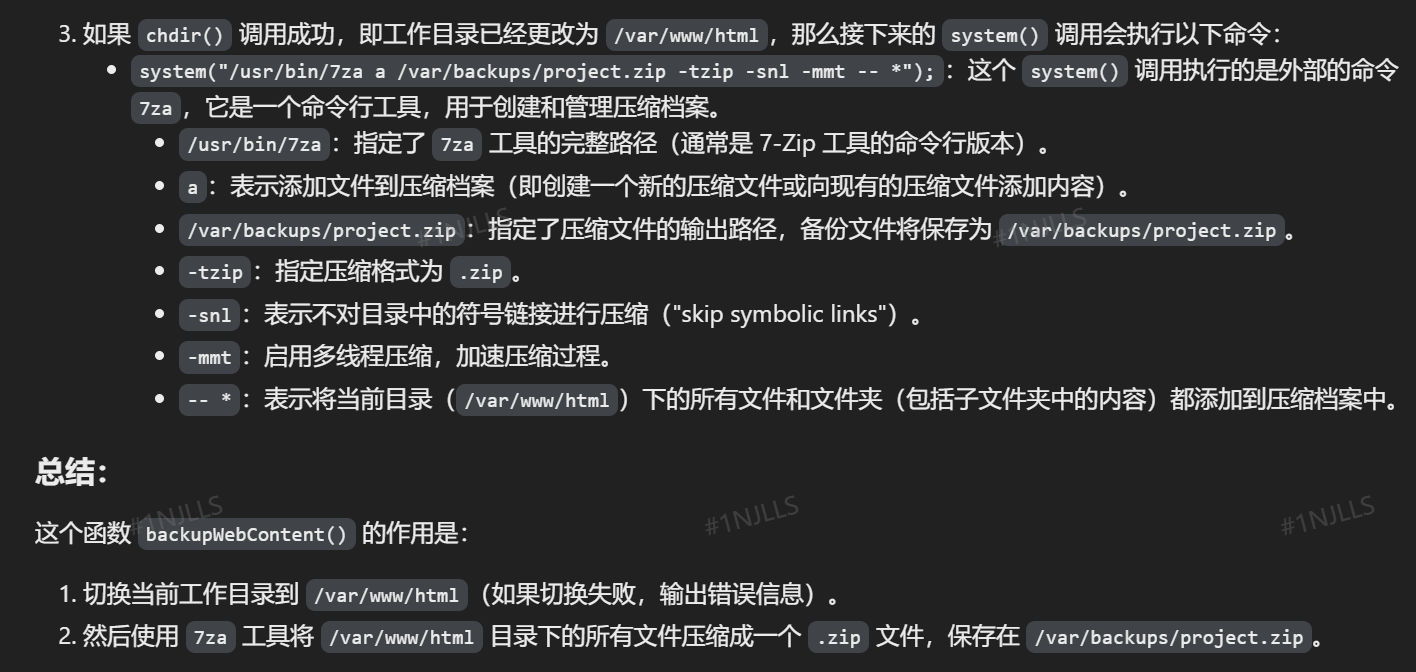 3. 如果 chdir() 调用成功，即工作目录已经更改为 /var/www/html，那么接下来的 system() 调用会执行以下命令：
• system("/usr/bin/7za a /var/backups/project.zip -tzip -snl -mmt -- *");：这个 system() 调用执行的是外部的命令
7za，它是一个命令行工具，用于创建和管理压缩档案。
• /usr/bin/7za：指定了 7za 工具的完整路径（通常是 7-Zip 工具的命令行版本）。
• a：表示添加文件到压缩档案（即创建一个新的压缩文件或向现有的压缩文件添加内容）。
• /var/backups/project.zip：指定了压缩文件的输出路径，备份文件将保存为 /var/backups/project.zip。
#1NJLLS #1NJLLS
• -tzip：指定压缩格式为 .zip。
• -snl：表示不对目录中的符号链接进行压缩（"skip symbolic links"）。
• -mmt：启用多线程压缩，加速压缩过程。
• -- *：表示将当前目录（/var/www/html）下的所有文件和文件夹（包括子文件夹中的内容）都添加到压缩档案中。
总结：
#1NJLLS #1NJLLS #1NJLLS
这个函数 backupWebContent() 的作用是：
1. 切换当前工作目录到 /var/www/html（如果切换失败，输出错误信息）。
2. 然后使用 7za 工具将 /var/www/html 目录下的所有文件压缩成一个 .zip 文件，保存在 /var/backups/project.zip。